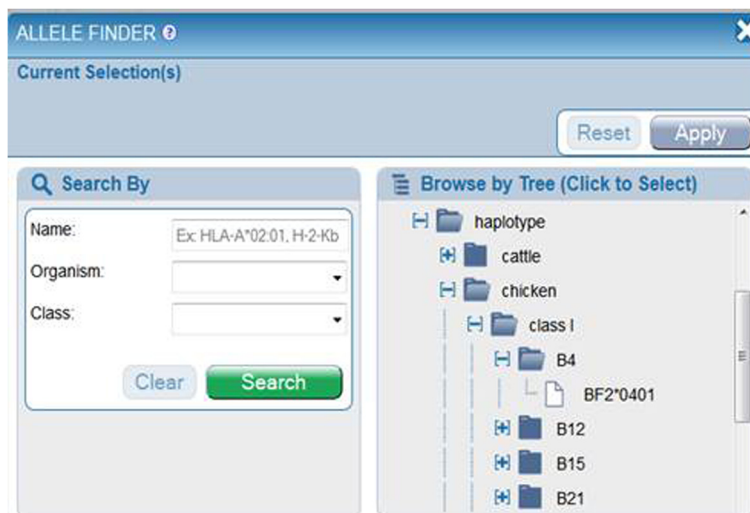 ALLELE FINDER ?
Current Selection(s)
Reset Apply
Search By
Name: Ex: HLA-A*02:01, H-2-Kb
Organism:
Class:
Clear Search
Browse by Tree (Click to Select)
haplotype
cattle
chicken
class I
B4
BF2*0401
B12
B15
B21